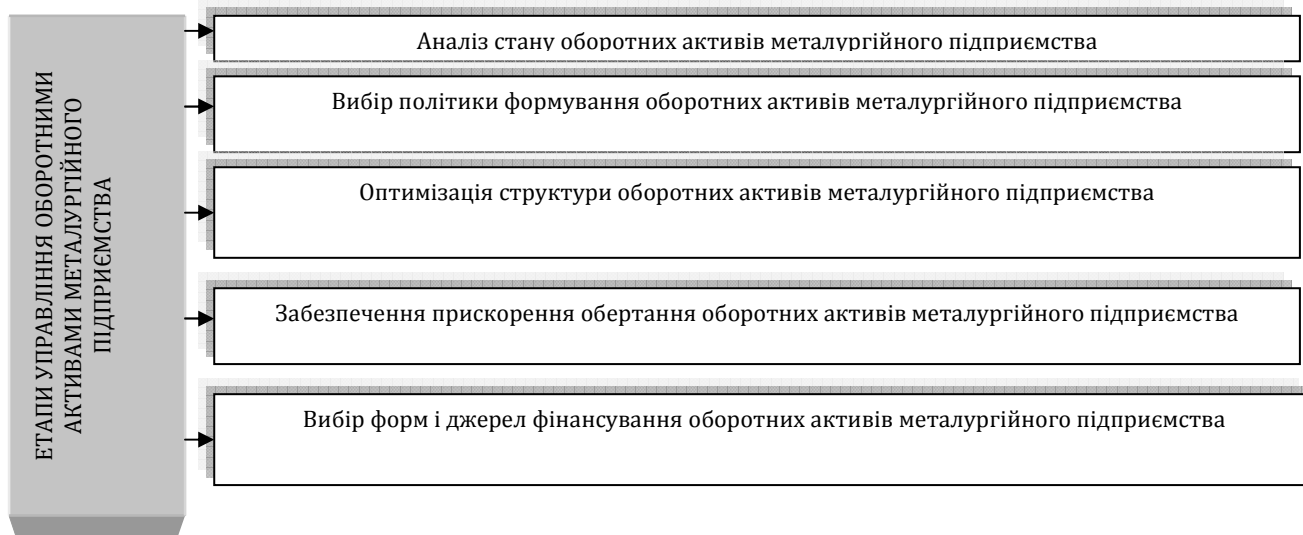 ЕТАПИ УПРАВЛІННЯ ОБОРОТНИМИ
АКТИВАМИ МЕТАЛУРГІЙНОГО
ПІДПРИЄМСТВА
Аналіз стану оборотних активів металургійного підприємства
Вибір політики формування оборотних активів металургійного підприємства
Оптимізація структури оборотних активів металургійного підприємства
Забезпечення прискорення обертання оборотних активів металургійного підприємства
Вибір форм і джерел фінансування оборотних активів металургійного підприємства